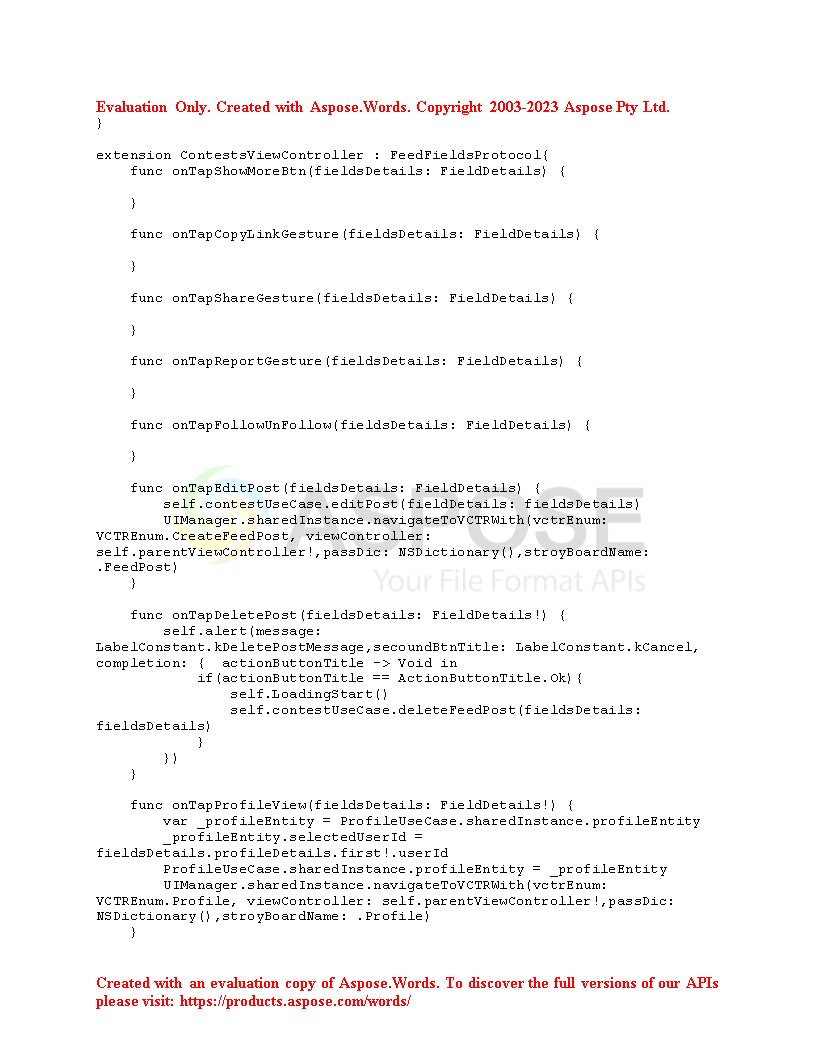 Evaluation Only. Created with Aspose.Words. Copyright 2003-2023 Aspose Pty Ltd.
}
extension ContestsViewController : FeedFieldsProtocol{
    func onTapShowMoreBtn(fieldsDetails: FieldDetails) {
    }
    func onTapCopyLinkGesture(fieldsDetails: FieldDetails) {
    }
    func onTapShareGesture(fieldsDetails: FieldDetails) {
    }
    func onTapReportGesture(fieldsDetails: FieldDetails) {
    }
    func onTapFollowUnFollow(fieldsDetails: FieldDetails) {
    }
    func onTapEditPost(fieldsDetails: FieldDetails) {
        self.contestUseCase.editPost(fieldDetails: fieldsDetails)
        UIManager.sharedInstance.navigateToVCTRWith(vctrEnum:
VCTREnum.CreateFeedPost, viewController:
self.parentViewController!,passDic: NSDictionary(),stroyBoardName:
.FeedPost)
    }
ASPOSE
Your File Format APIs
    func onTapDeletePost(fieldsDetails: FieldDetails!) {
        self.alert(message:
LabelConstant.kDeletePostMessage,secoundBtnTitle: LabelConstant.kCancel,
completion: {  actionButtonTitle -> Void in
            if(actionButtonTitle == ActionButtonTitle.Ok){
                self.LoadingStart()
                self.contestUseCase.deleteFeedPost(fieldsDetails:
fieldsDetails)
            }
        })
    }
    func onTapProfileView(fieldsDetails: FieldDetails!) {
        var _profileEntity = ProfileUseCase.sharedInstance.profileEntity
        _profileEntity.selectedUserId =
fieldsDetails.profileDetails.first!.userId
        ProfileUseCase.sharedInstance.profileEntity = _profileEntity
        UIManager.sharedInstance.navigateToVCTRWith(vctrEnum:
VCTREnum.Profile, viewController: self.parentViewController!,passDic:
NSDictionary(),stroyBoardName: .Profile)
    }
Created with an evaluation copy of Aspose.Words. To discover the full versions of our APIs
please visit: https://products.aspose.com/words/